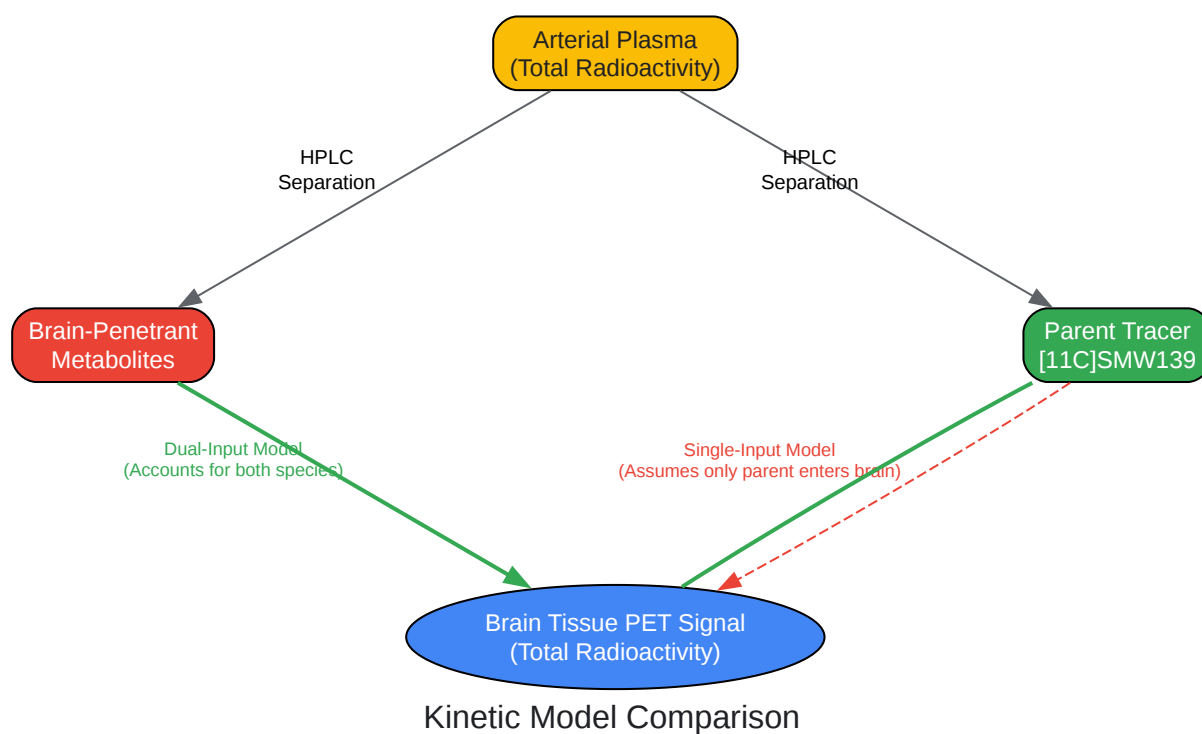 Arterial Plasma
(Total Radioactivity)
HPLC
Separation
HPLC
Separation
Brain-Penetrant
Metabolites
Parent Tracer
[11C]SMW139
Dual-Input Model
(Accounts for both species)
Single-Input Model
(Assumes only parent enters brain)
Brain Tissue PET Signal
(Total Radioactivity)
Kinetic Model Comparison